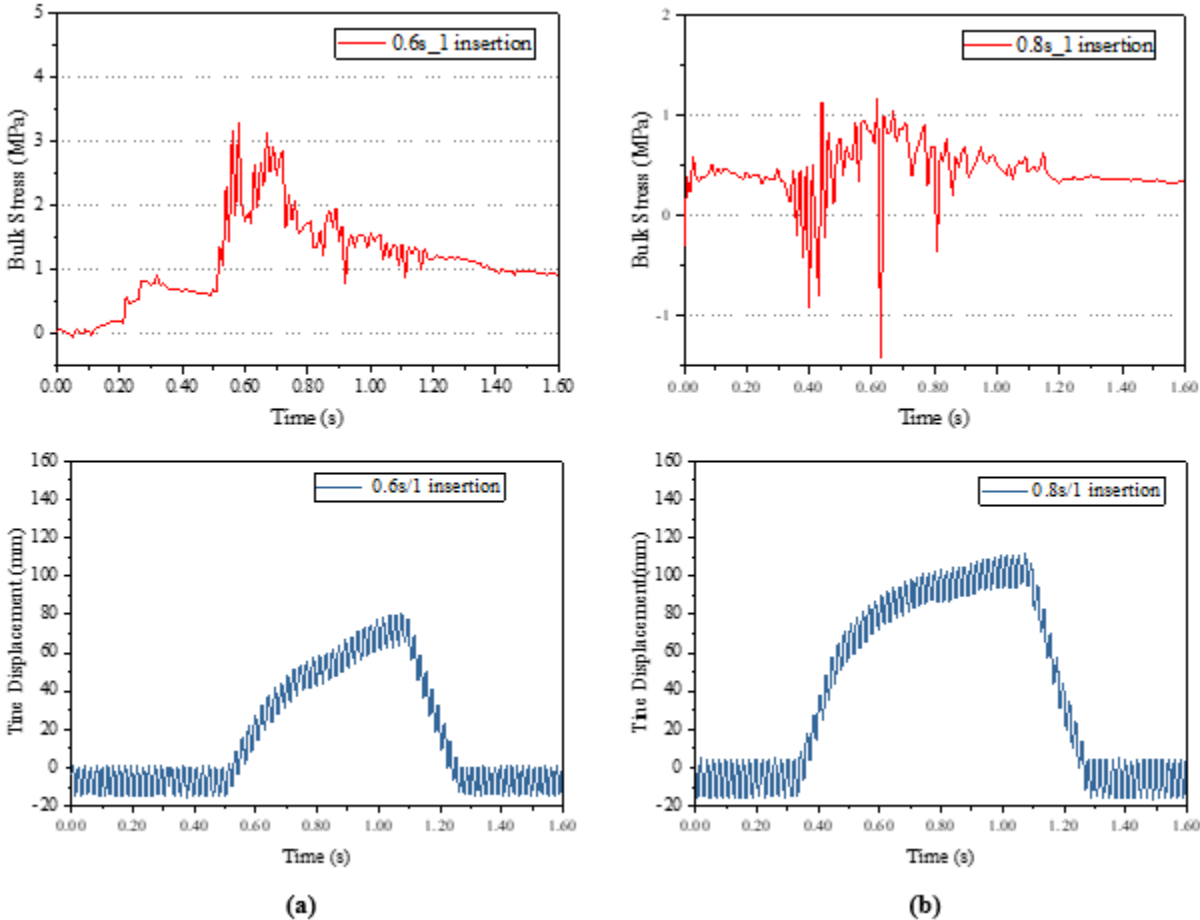 5
4
3
2
1
0
Bulk Stress (MPa)
0.6s_1 insertion
0.00 0.20 0.40 0.60 0.80 1.00 1.20 1.40 1.60
Time (s)
2
1
0
-1
Bulk Stress (MPa)
0.8s_1 insertion
0.00 0.20 0.40 0.60 0.80 1.00 1.20 1.40 1.60
Time (s)
160
140
120
100
80
60
40
20
0
-20
Tine Displacement (mm)
0.6s/1 insertion
0.00 0.20 0.40 0.60 0.80 1.00 1.20 1.40 1.60
Time (s)
160
140
120
100
80
60
40
20
0
-20
Tine Displacement(mm)
0.8s/1 insertion
0.00 0.20 0.40 0.60 0.80 1.00 1.20 1.40 1.60
Time (s)
(a)
(b)